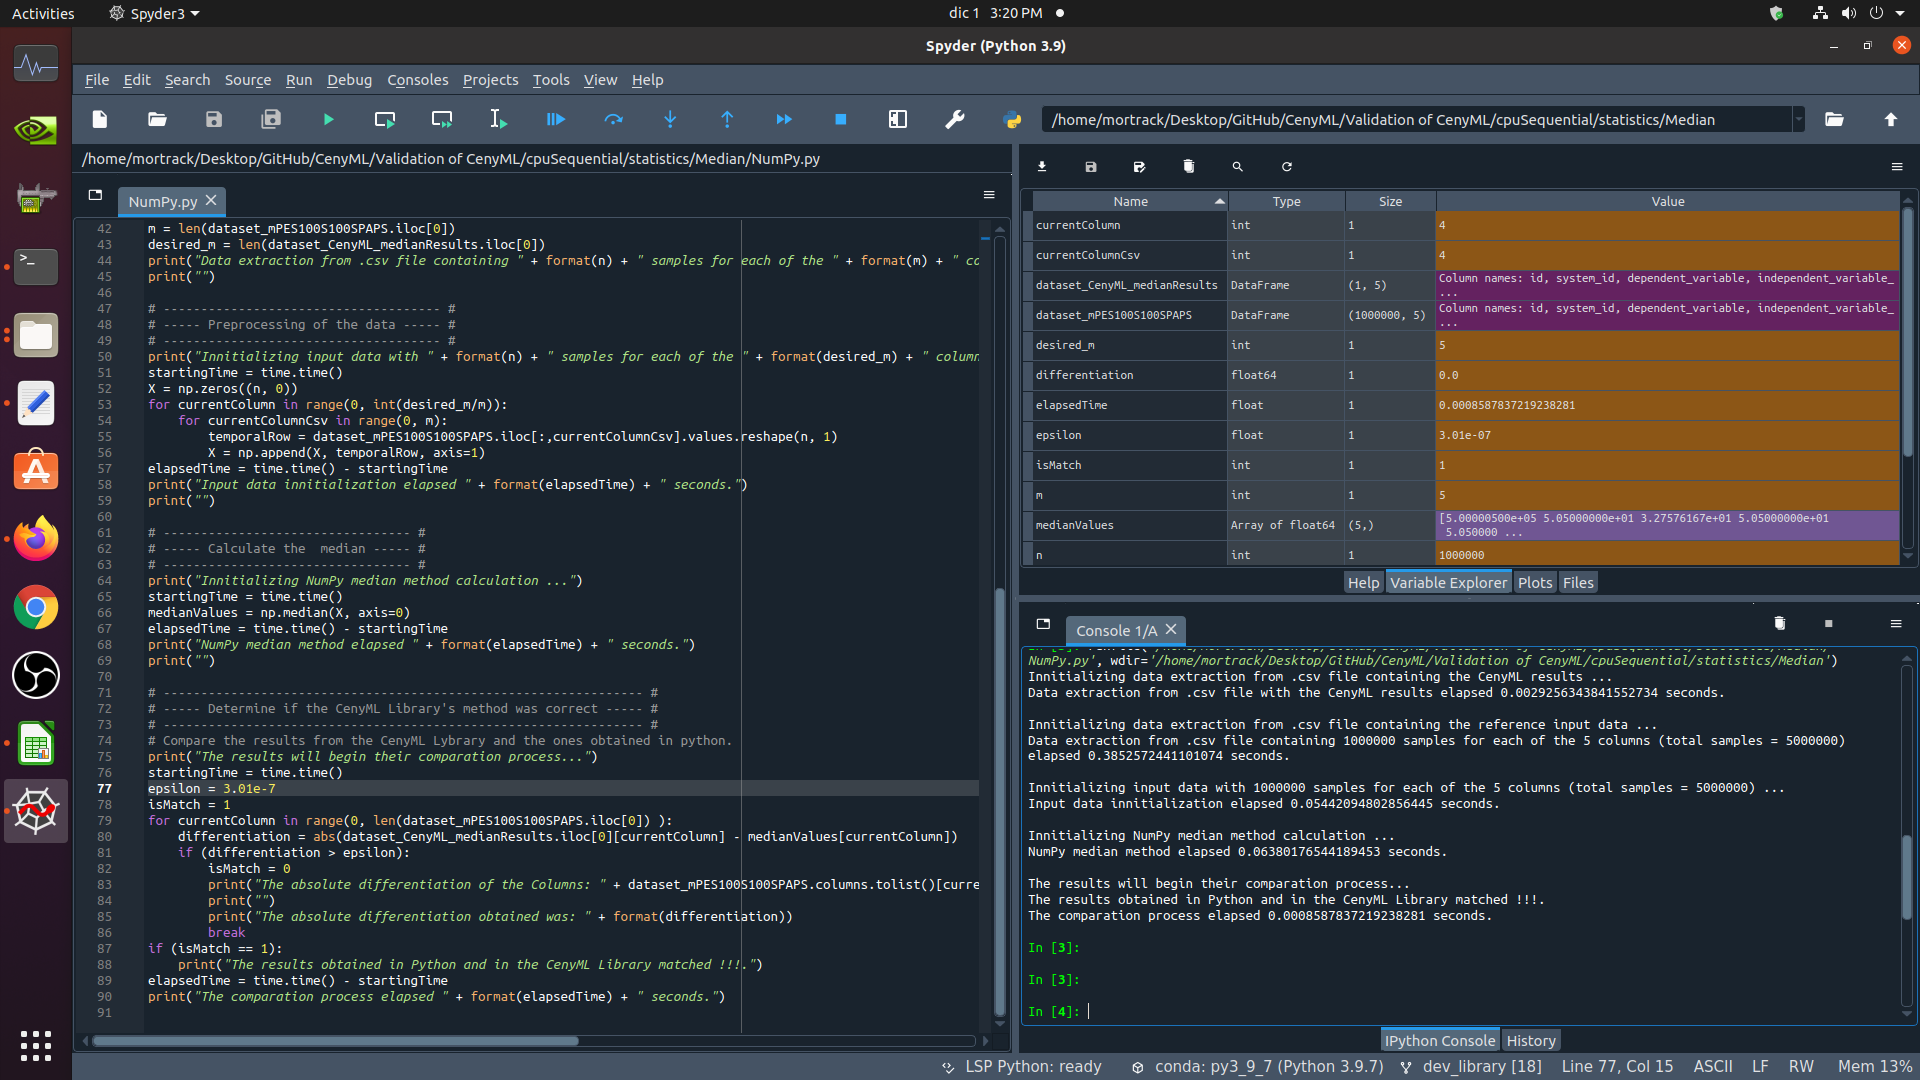 Activities
Spyder3
dic 1 3:20 PM
Spyder (Python 3.9)
File Edit Search Source Run Debug Consoles Projects Tools View Help
/home/mortrack/Desktop/GitHub/CenyML/Validation of CenyML/cpuSequential/statistics/Median
/home/mortrack/Desktop/GitHub/CenyML/Validation of CenyML/cpuSequential/statistics/Median/NumPy.py
NumPy.py
42 m = len(dataset_mPES100S100SPAPS.iloc[0])
43 desired_m = len(dataset_CenyML_medianResults.iloc[0])
44 print("Data extraction from .csv file containing " + format(n) + " samples for each of the " + format(m) + " co
45 print("")
46
47 # ------------------------------------- #
48 # ----- Preprocessing of the data ----- #
49 # ------------------------------------- #
50 print("Innitializing input data with " + format(n) + " samples for each of the " + format(desired_m) + " column
51 startingTime = time.time()
52 X = np.zeros((n, 0))
53 for currentColumn in range(0, int(desired_m/m)):
54     for currentColumnCsv in range(0, m):
55         temporalRow = dataset_mPES100S100SPAPS.iloc[:,currentColumnCsv].values.reshape(n, 1)
56         X = np.append(X, temporalRow, axis=1)
57 elapsedTime = time.time() - startingTime
58 print("Input data innitialization elapsed " + format(elapsedTime) + " seconds.")
59 print("")
60
61 # --------------------------------- #
62 # ----- Calculate the  median ----- #
63 # --------------------------------- #
64 print("Innitializing NumPy median method calculation ...")
65 startingTime = time.time()
66 medianValues = np.median(X, axis=0)
67 elapsedTime = time.time() - startingTime
68 print("NumPy median method elapsed " + format(elapsedTime) + " seconds.")
69 print("")
70
71 # ---------------------------------------------------------------- #
72 # ----- Determine if the CenyML Library's method was correct ----- #
73 # ---------------------------------------------------------------- #
74 # Compare the results from the CenyML Lybrary and the ones obtained in python.
75 print("The results will begin their comparation process...")
76 startingTime = time.time()
77 epsilon = 3.01e-7
78 isMatch = 1
79 for currentColumn in range(0, len(dataset_mPES100S100SPAPS.iloc[0]) ):
80     differentiation = abs(dataset_CenyML_medianResults.iloc[0][currentColumn] - medianValues[currentColumn])
81     if (differentiation > epsilon):
82         isMatch = 0
83         print("The absolute differentiation of the Columns: " + dataset_mPES100S100SPAPS.columns.tolist()[curre
84         print("")
85         print("The absolute differentiation obtained was: " + format(differentiation))
86         break
87 if (isMatch == 1):
88     print("The results obtained in Python and in the CenyML Library matched !!!.")
89 elapsedTime = time.time() - startingTime
90 print("The comparation process elapsed " + format(elapsedTime) + " seconds.")
91
Name Type Size Value
currentColumn int 1 4
currentColumnCsv int 1 4
dataset_CenyML_medianResults DataFrame (1, 5) Column names: id, system_id, dependent_variable, independent_variable_
...
dataset_mPES100S100SPAPS DataFrame (1000000, 5) Column names: id, system_id, dependent_variable, independent_variable_
...
desired_m int 1 5
differentiation float64 1 0.0
elapsedTime float 1 0.0008587837219238281
epsilon float 1 3.01e-07
isMatch int 1 1
m int 1 5
medianValues Array of float64 (5,) [5.00000500e+05 5.05000000e+01 3.27576167e+01 5.05000000e+01
5.050000 ...
n int 1 1000000
Help Variable Explorer Plots Files
Console 1/A
NumPy.py', wdir='/home/mortrack/Desktop/GitHub/CenyML/Validation of CenyML/cpuSequential/statistics/Median')
Innitializing data extraction from .csv file containing the CenyML results ...
Data extraction from .csv file with the CenyML results elapsed 0.0029256343841552734 seconds.
Innitializing data extraction from .csv file containing the reference input data ...
Data extraction from .csv file containing 1000000 samples for each of the 5 columns (total samples = 5000000)
elapsed 0.3852572441101074 seconds.
Innitializing input data with 1000000 samples for each of the 5 columns (total samples = 5000000) ...
Input data innitialization elapsed 0.05442094802856445 seconds.
Innitializing NumPy median method calculation ...
NumPy median method elapsed 0.06380176544189453 seconds.
The results will begin their comparation process...
The results obtained in Python and in the CenyML Library matched !!!.
The comparation process elapsed 0.0008587837219238281 seconds.
In [3]:
In [3]:
In [4]:
IPython Console History
LSP Python: ready conda: py3_9_7 (Python 3.9.7) dev_library [18] Line 77, Col 15 ASCII LF RW Mem 13%